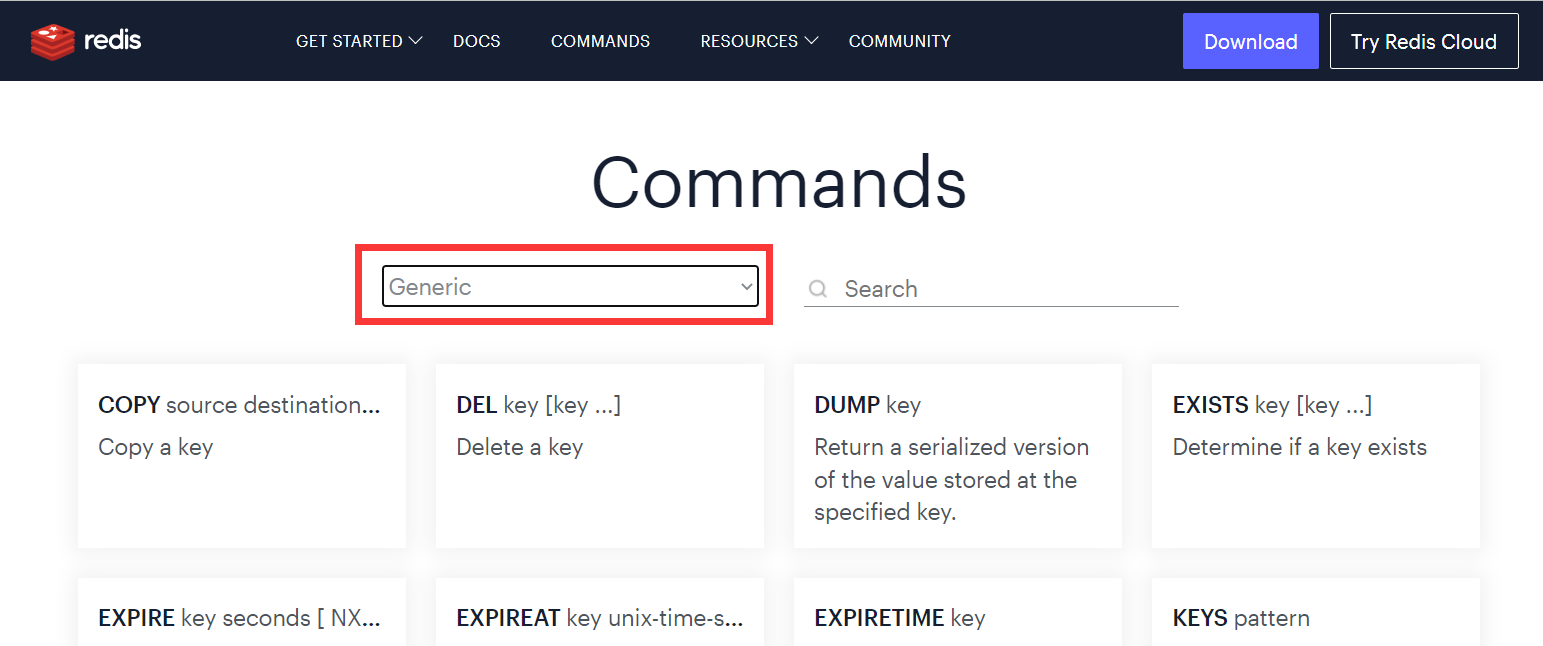 redis GET STARTED DOCS COMMANDS RESOURCES COMMUNITY Download Try Redis Cloud
Commands
Generic Search
COPY source destination... DEL key [key ...] DUMP key EXISTS key [key ...]
Copy a key Delete a key Return a serialized version Determine if a key exists
of the value stored at the
specified key.
EXPIRE key seconds [ NX... EXPIREAT key unix-time-s... EXPIRETIME key KEYS pattern